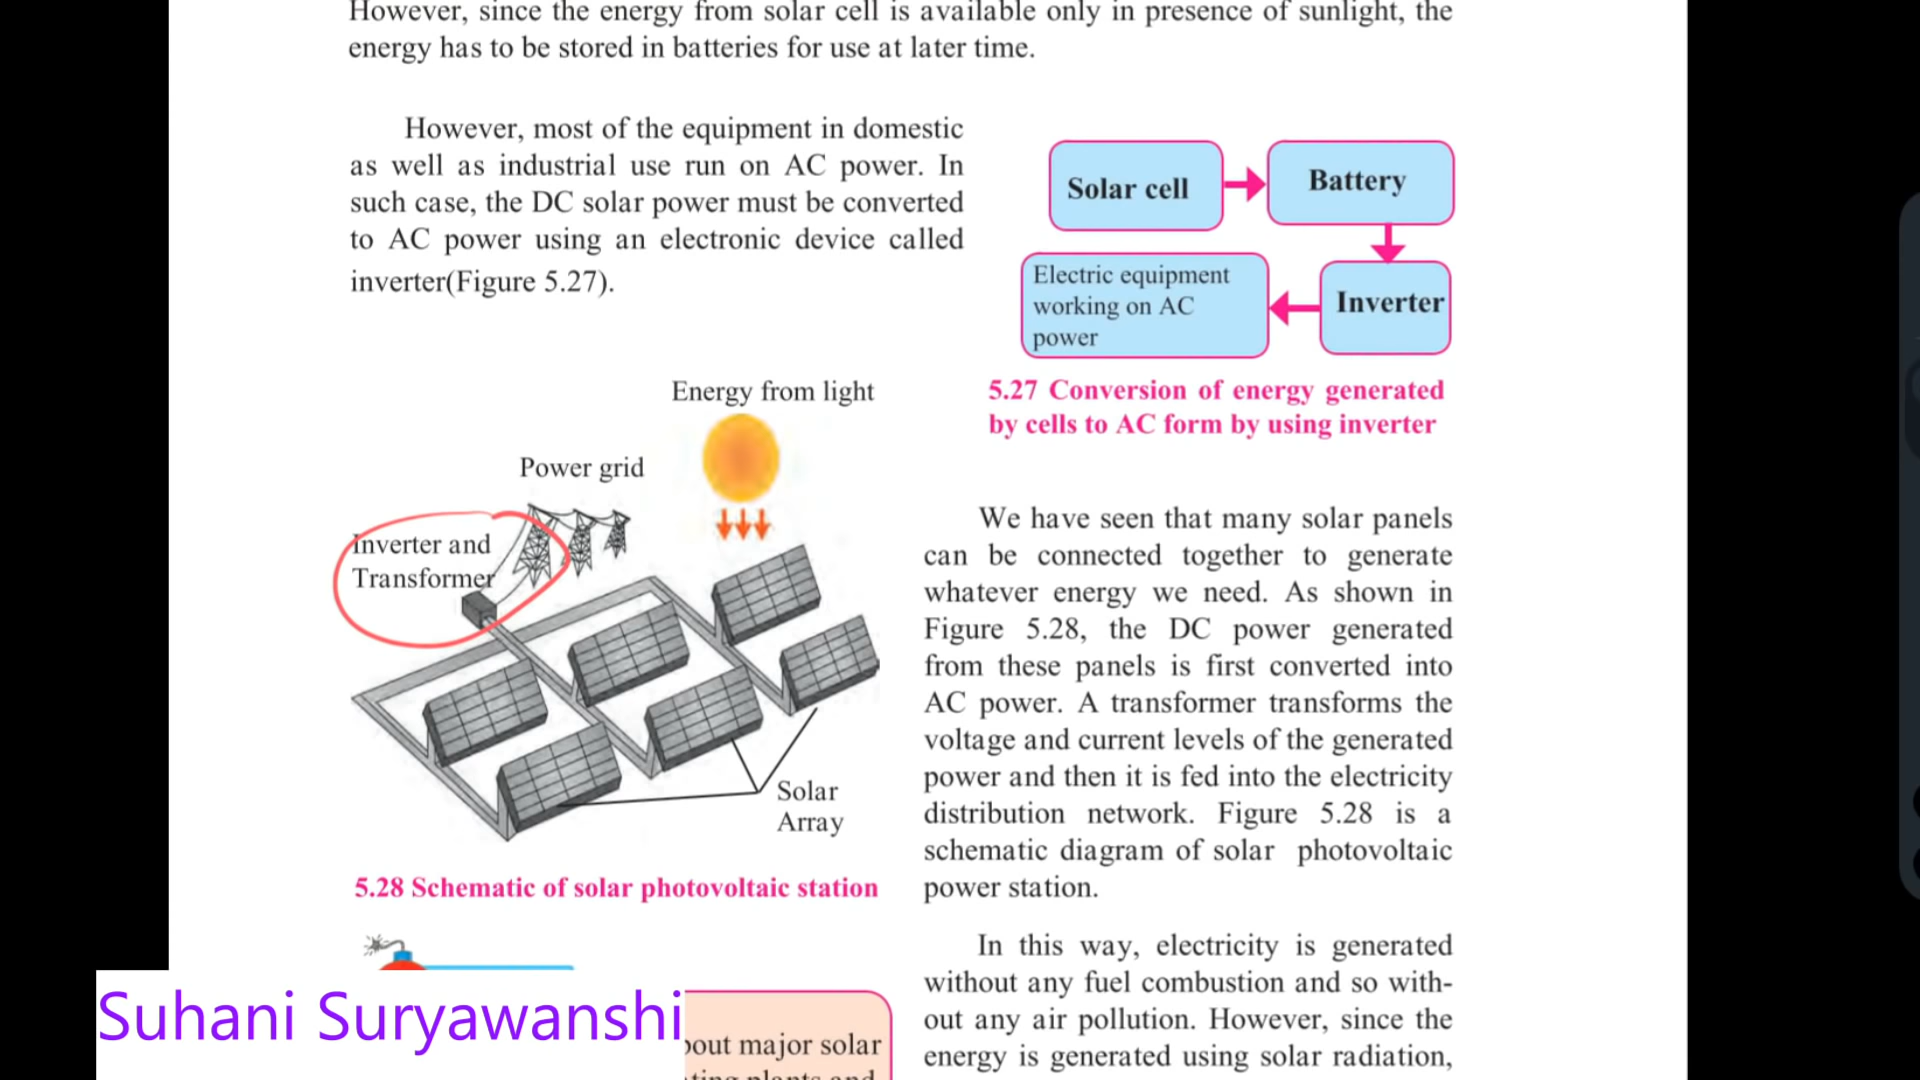 However, since the energy from solar cell is available only in presence of sunlight, the
energy has to be stored in batteries for use at later time.
However, most of the equipment in domestic
as well as industrial use run on AC power. In
such case, the DC solar power must be converted
to AC power using an electronic device called
inverter(Figure 5.27).
Solar cell
Battery
Electric equipment
working on AC
power
Inverter
5.27 Conversion of energy generated
by cells to AC form by using inverter
Energy from light
Power grid
Inverter and
Transformer
Solar
Array
5.28 Schematic of solar photovoltaic station
We have seen that many solar panels
can be connected together to generate
whatever energy we need. As shown in
Figure 5.28, the DC power generated
from these panels is first converted into
AC power. A transformer transforms the
voltage and current levels of the generated
power and then it is fed into the electricity
distribution network. Figure 5.28 is a
schematic diagram of solar photovoltaic
power station.
In this way, electricity is generated
without any fuel combustion and so with-
out any air pollution. However, since the
energy is generated using solar radiation,
Suhani Suryawanshi
major solar